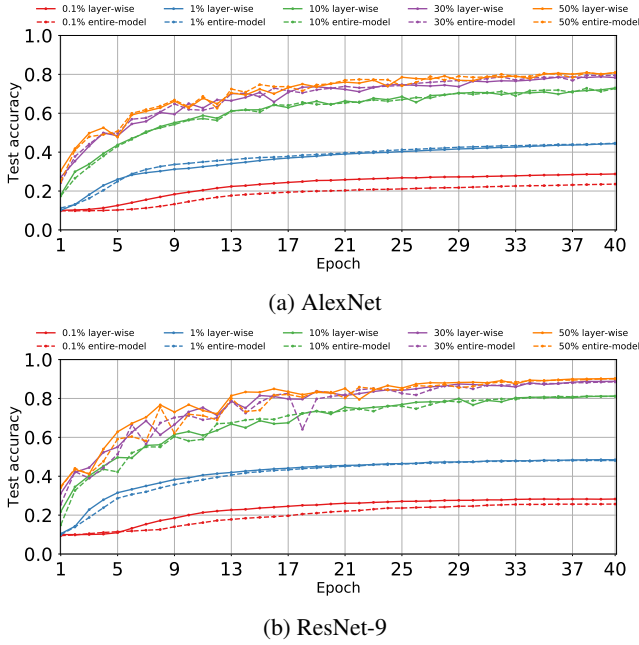 0.1% layer-wise 1% layer-wise 10% layer-wise 30% layer-wise 50% layer-wise
0.1% entire-model 1% entire-model 10% entire-model 30% entire-model 50% entire-model
Test accuracy
1.0
0.8
0.6
0.4
0.2
0.0
1 5 9 13 17 21 25 29 33 37 40
Epoch
(a) AlexNet
0.1% layer-wise 1% layer-wise 10% layer-wise 30% layer-wise 50% layer-wise
0.1% entire-model 1% entire-model 10% entire-model 30% entire-model 50% entire-model
Test accuracy
1.0
0.8
0.6
0.4
0.2
0.0
1 5 9 13 17 21 25 29 33 37 40
Epoch
(b) ResNet-9